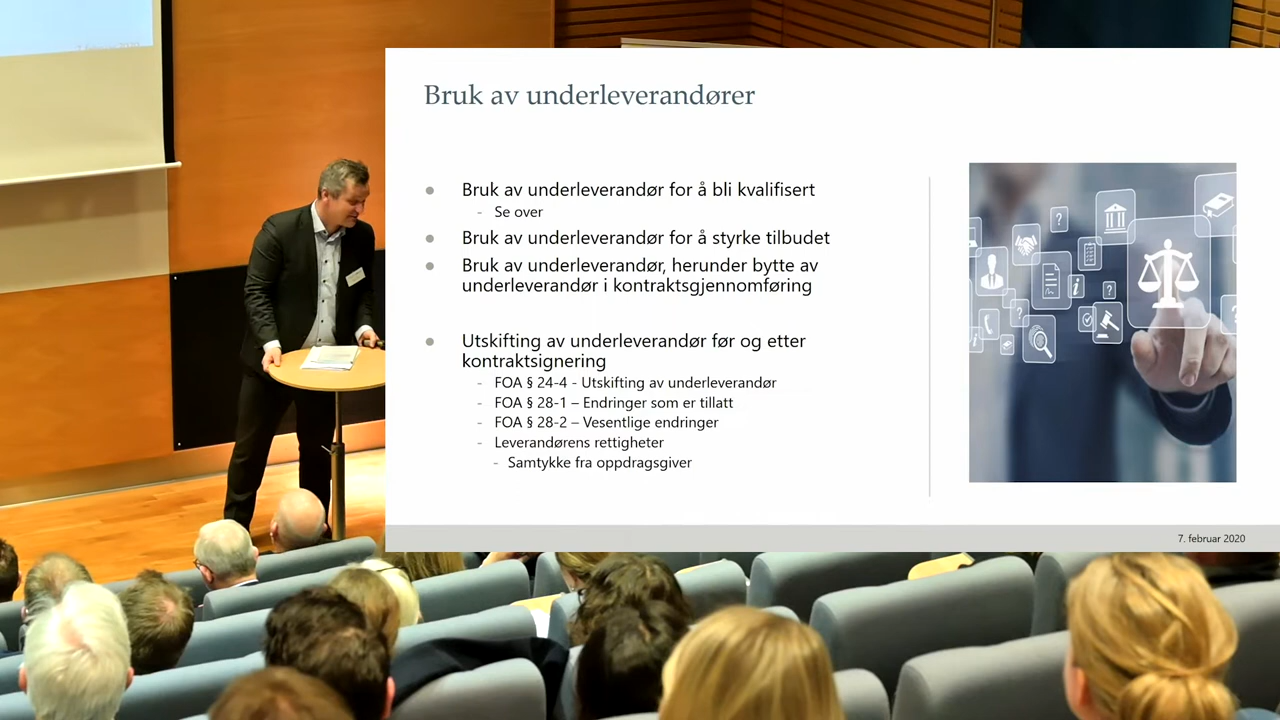 Bruk av underleverandører
● Bruk av underleverandør for å bli kvalifisert
- Se over
● Bruk av underleverandør for å styrke tilbudet
● Bruk av underleverandør, herunder bytte av
underleverandør i kontraktsgjennomføring
● Utskifting av underleverandør før og etter
kontraktsignering
- FOA § 24-4 - Utskifting av underleverandør
- FOA § 28-1 – Endringer som er tillatt
- FOA § 28-2 – Vesentlige endringer
- Leverandørens rettigheter
- Samtykke fra oppdragsgiver
7. februar 2020